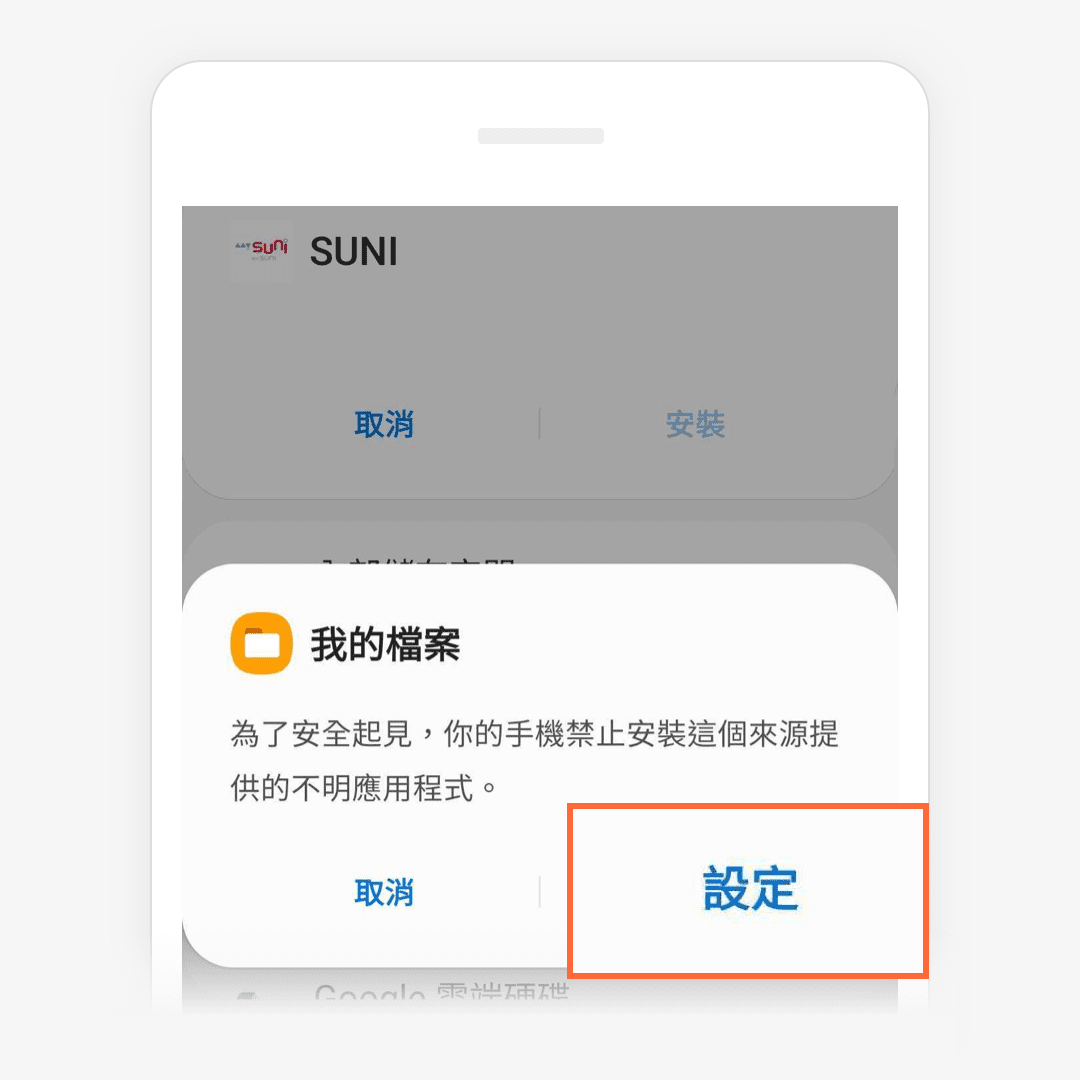 suni
SUNI
取消
安裝
我的檔案
為了安全起見，你的手機禁止安裝這個來源提
供的不明應用程式。
取消
設定
Google 雲端硬碟